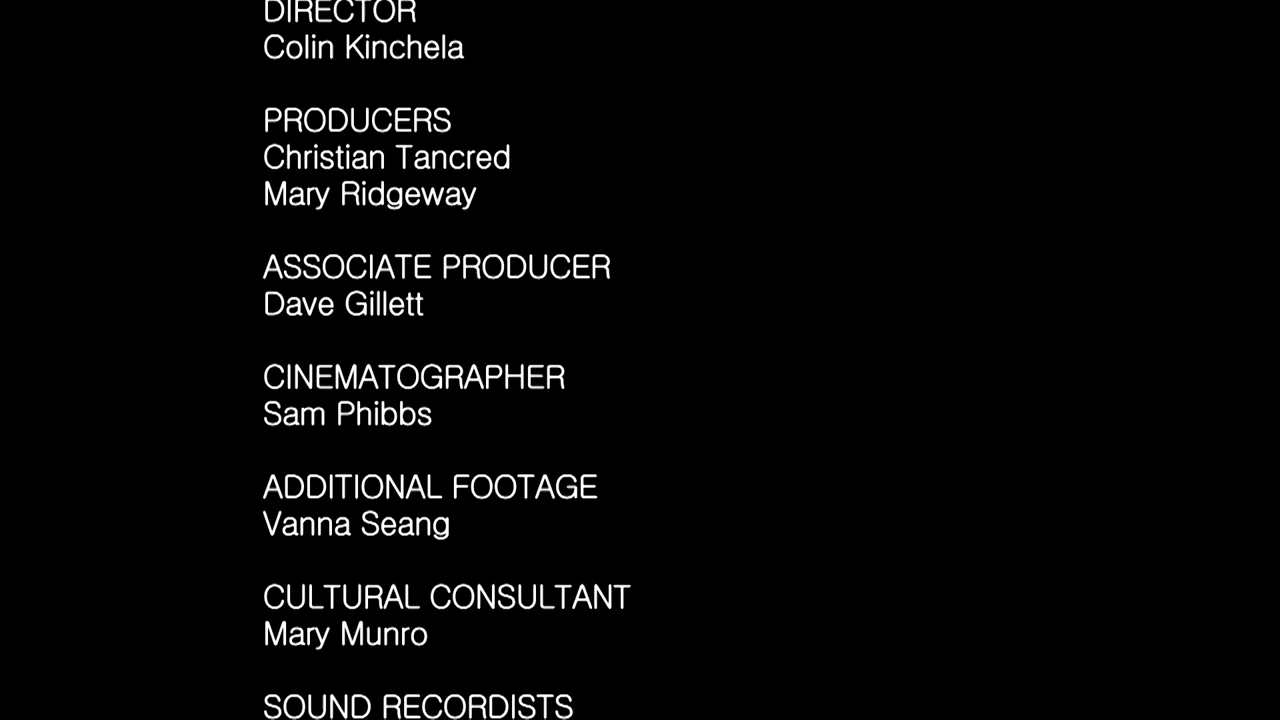 DIRECTOR
Colin Kinchela
PRODUCERS
Christian Tancred
Mary Ridgeway
ASSOCIATE PRODUCER
Dave Gillett
CINEMATOGRAPHER
Sam Phibbs
ADDITIONAL FOOTAGE
Vanna Seang
CULTURAL CONSULTANT
Mary Munro
SOUND RECORDISTS